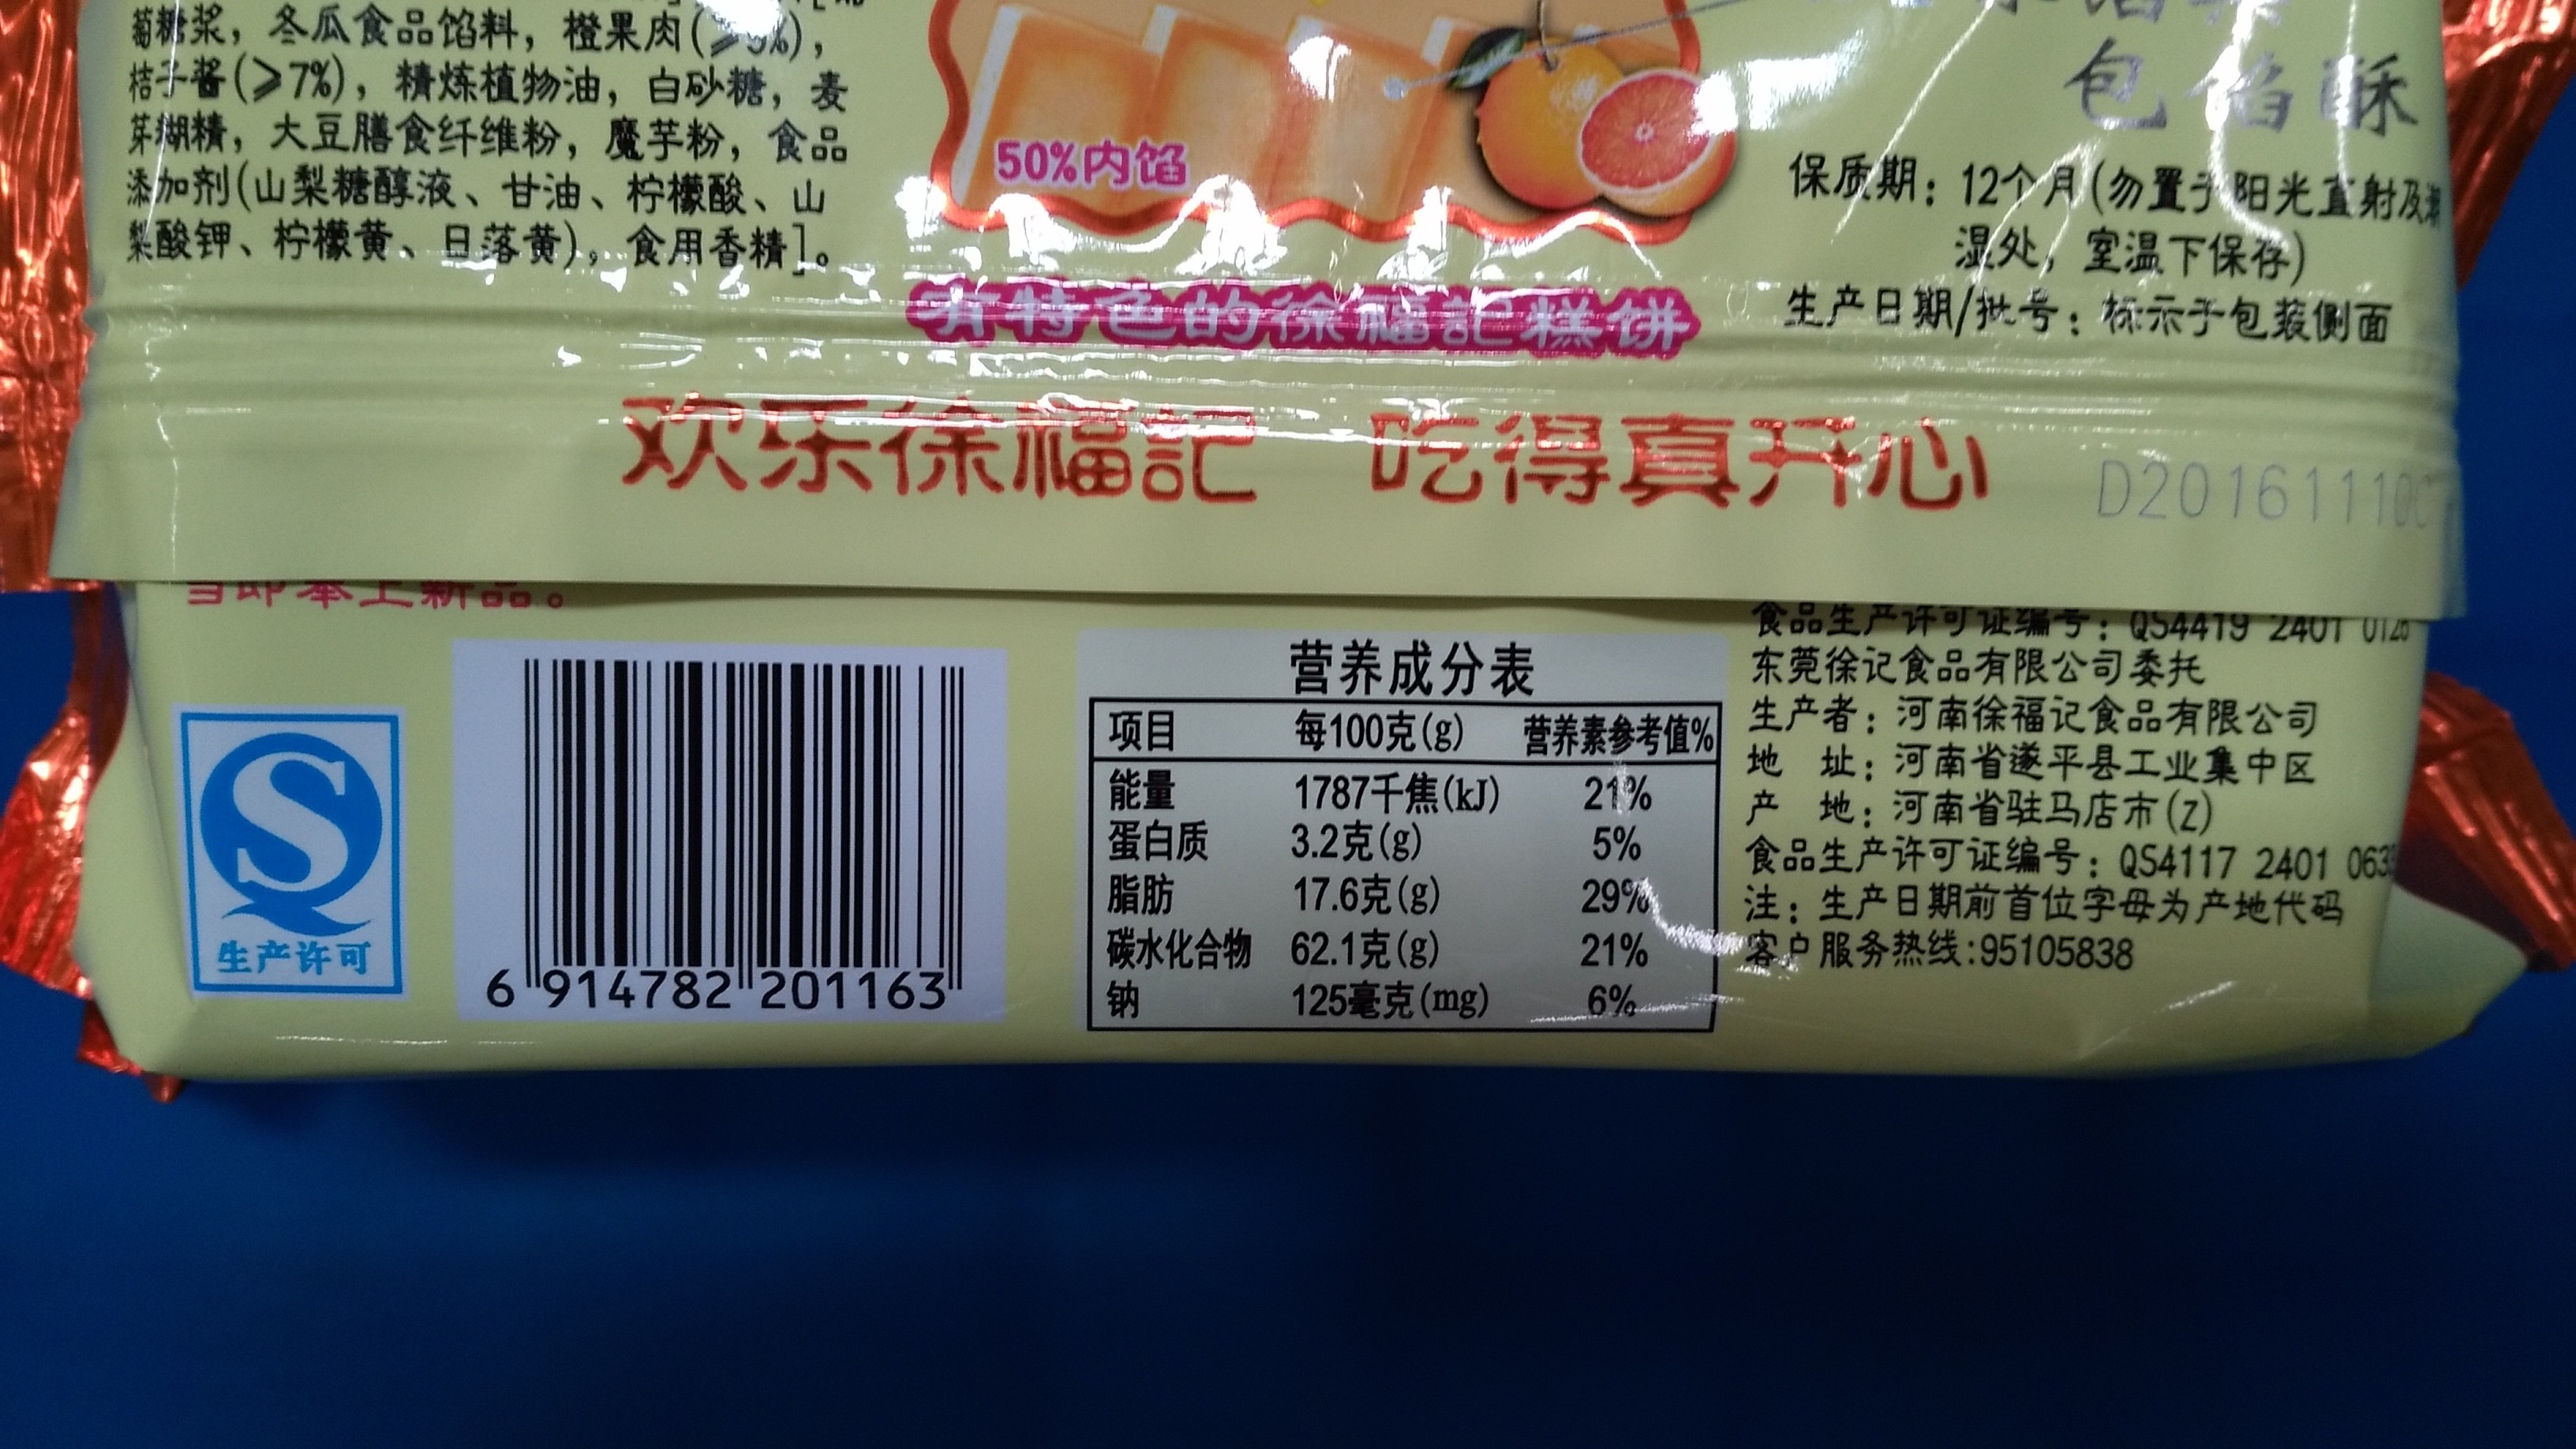 萄糖浆，冬瓜食品馅料，橙果肉(≥5%)，
桔子酱(≥7%)，精炼植物油，白砂糖，麦
芽糊精，大豆膳食纤维粉，魔芋粉，食品
添加剂(山梨糖醇液、甘油、柠檬酸、山
梨酸钾、柠檬黄、日落黄)，食用香精]。
50%内馅
包馅酥
保质期：12个月(勿置于阳光直射及潮
湿处，室温下保存)
生产日期/批号：标示于包装侧面
有特色的徐福記糕饼
欢乐徐福記 吃得真开心
D20161110
当即奉上新品。
生产许可
6 914782 201163
营养成分表
项目 每100克(g) 营养素参考值%
能量 1787千焦(kJ) 21%
蛋白质 3.2克(g) 5%
脂肪 17.6克(g) 29%
碳水化合物 62.1克(g) 21%
钠 125毫克(mg) 6%
食品生产许可证编号：QS4419 2401 0126
东莞徐记食品有限公司委托
生产者：河南徐福记食品有限公司
地 址：河南省遂平县工业集中区
产 地：河南省驻马店市(Z)
食品生产许可证编号：QS4117 2401 063
注：生产日期前首位字母为产地代码
客户服务热线:95105838